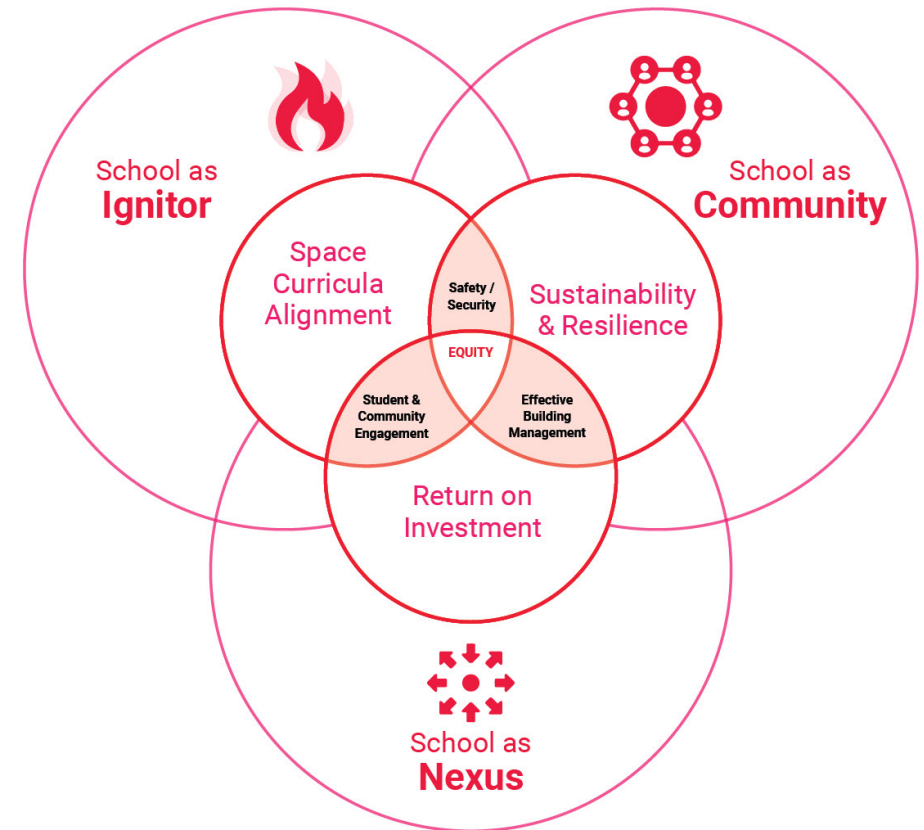 School as
Ignitor
School as
Community
Space
Curricula
Alignment
Safety /
Security
Sustainability
& Resilience
EQUITY
Student &
Community
Engagement
Effective
Building
Management
Return on
Investment
School as
Nexus